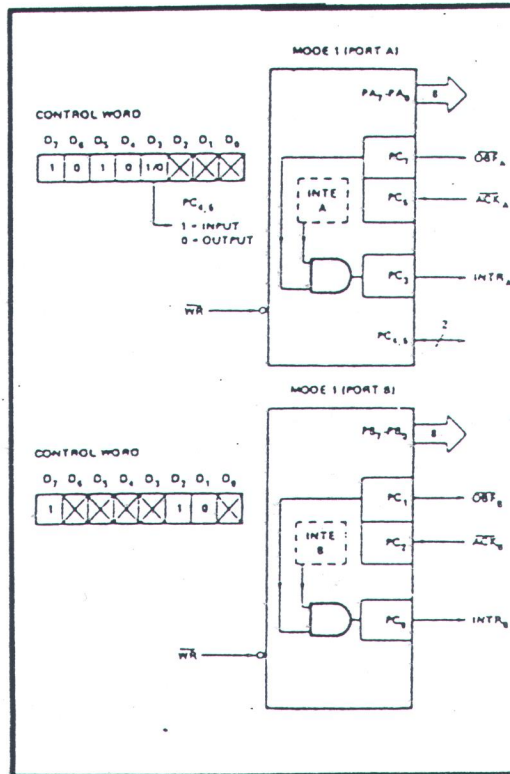 MODE 1 (PORT A)
PA7-PA0
8
CONTROL WORD
D7 D6 D5 D4 D3 D2 D1 D0
1 0 1 0 1/0
PC4,5
1 = INPUT
0 = OUTPUT
PC7
OBFA
INTE
A
PC6
ACKA
PC3
INTRA
WR
PC4,5
2
MODE 1 (PORT B)
PB7-PB0
8
CONTROL WORD
D7 D6 D5 D4 D3 D2 D1 D0
1 1 0
PC1
OBFB
INTE
B
PC2
ACKB
PC0
INTRB
WR